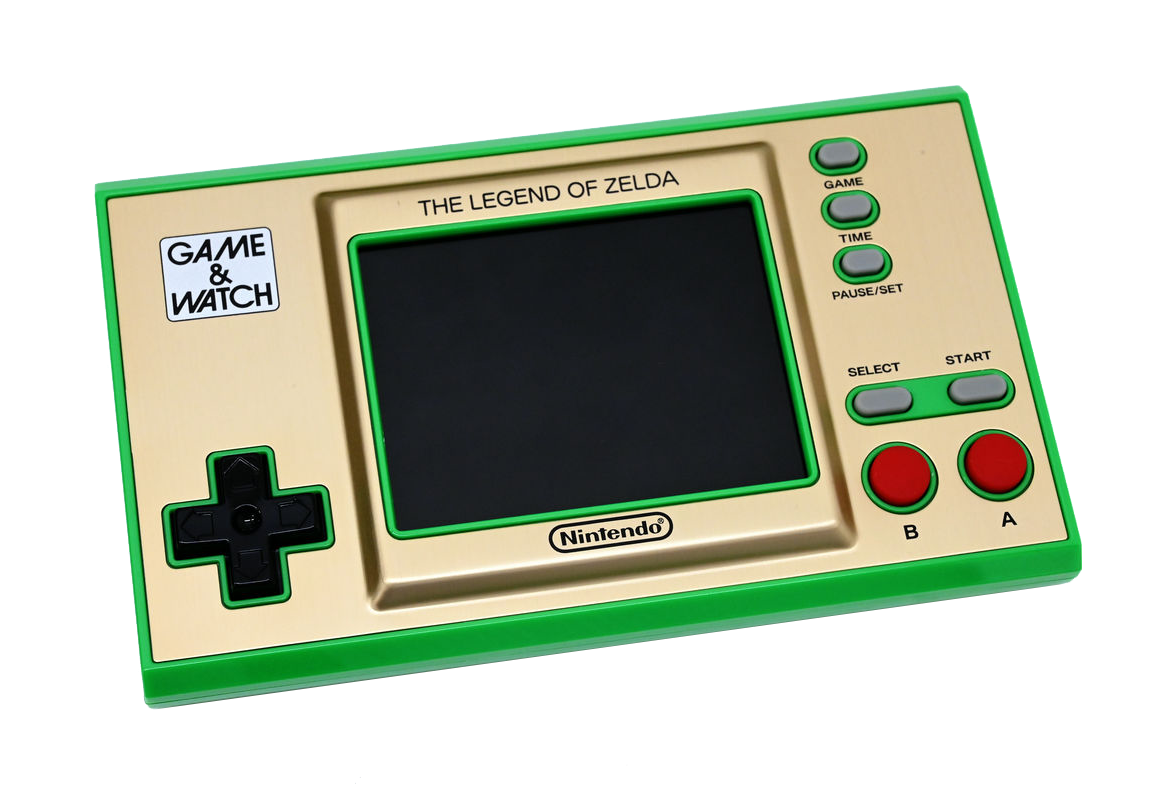 THE LEGEND OF ZELDA
GAME
&
WATCH
GAME
TIME
PAUSE/SET
SELECT
START
B
A
Nintendo®